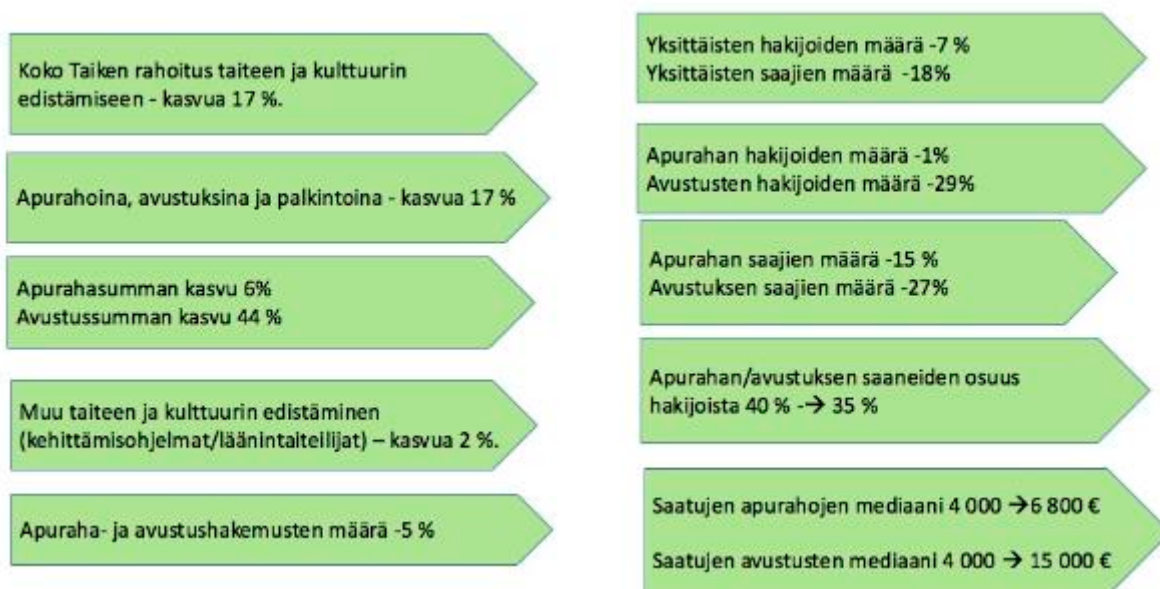 Koko Taiken rahoitus taiteen ja kulttuurin
edistämiseen - kasvua 17 %.
Apurahoina, avustuksina ja palkintoina - kasvua 17 %
Apurahasumman kasvu 6%
Avustussumman kasvu 44 %
Muu taiteen ja kulttuurin edistäminen
(kehittämisohjelmat/läänintaiteilijat) – kasvua 2 %.
Apuraha- ja avustushakemusten määrä -5 %
Yksittäisten hakijoiden määrä -7 %
Yksittäisten saajien määrä -18%
Apurahan hakijoiden määrä -1%
Avustusten hakijoiden määrä -29%
Apurahan saajien määrä -15 %
Avustuksen saajien määrä -27%
Apurahan/avustuksen saaneiden osuus
hakijoista 40 % -→ 35 %
Saatujen apurahojen mediaani 4 000 →6 800 €
Saatujen avustusten mediaani 4 000 → 15 000 €